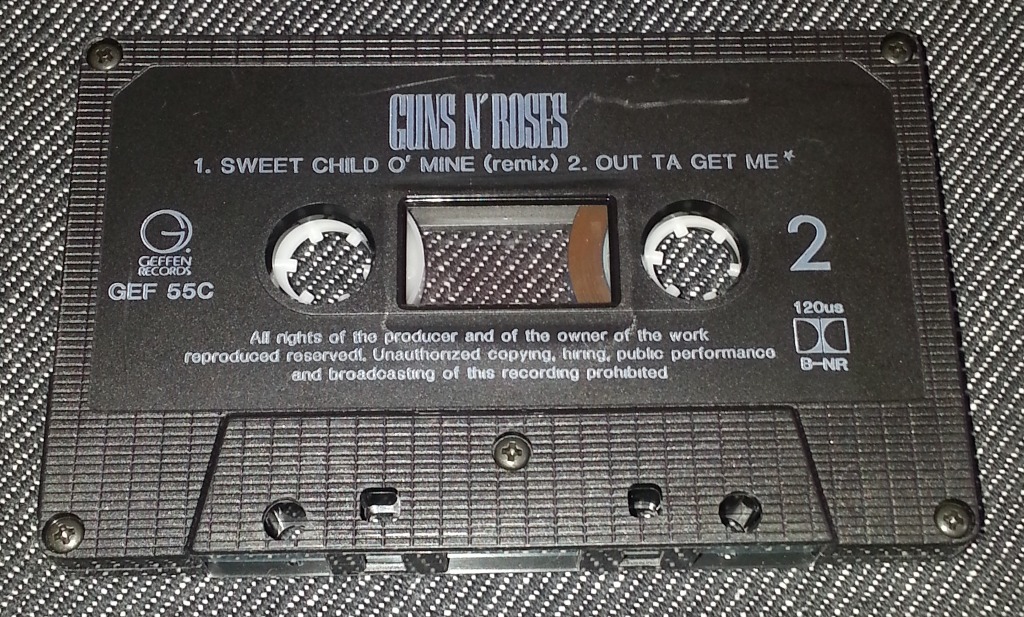 GUNS N' ROSES
1. SWEET CHILD O' MINE (remix) 2. OUT TA GET ME*
G
GEFFEN
RECORDS
GEF 55C
2
120us
B-NR
All rights of the producer and of the owner of the work
reproduced reserved. Unauthorized copying, hiring, public performance
and broadcasting of this recording prohibited